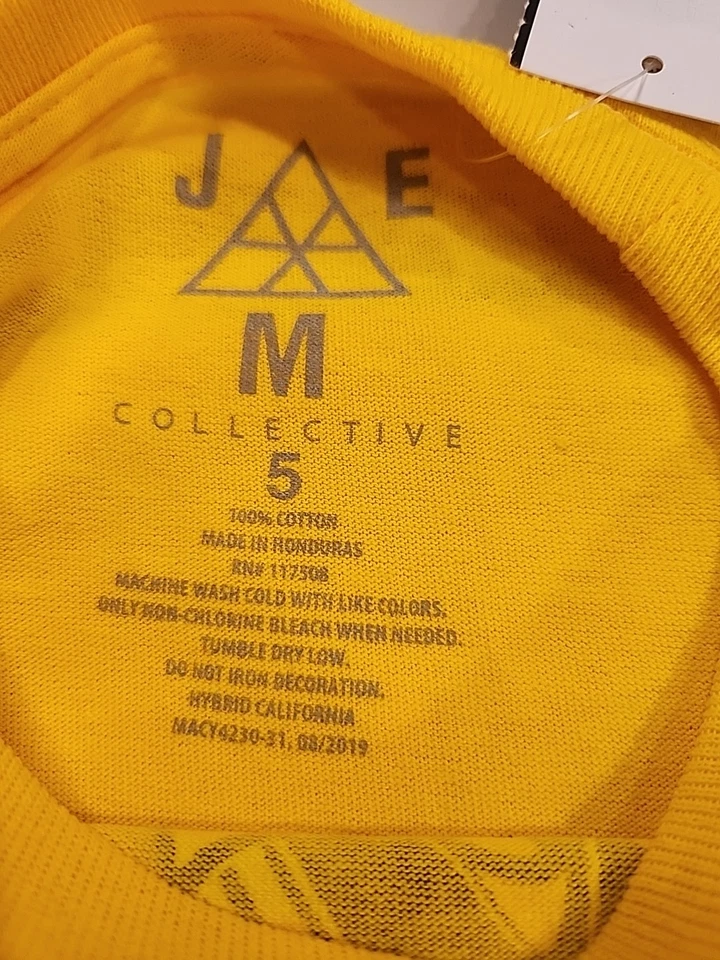 J E
M
COLLECTIVE
5
100% COTTON
MADE IN HONDURAS
RN# 117508
MACHINE WASH COLD WITH LIKE COLORS.
ONLY NON-CHLORINE BLEACH WHEN NEEDED.
TUMBLE DRY LOW.
DO NOT IRON DECORATION.
HYBRID CALIFORNIA
MACY4230-31, 08/2019